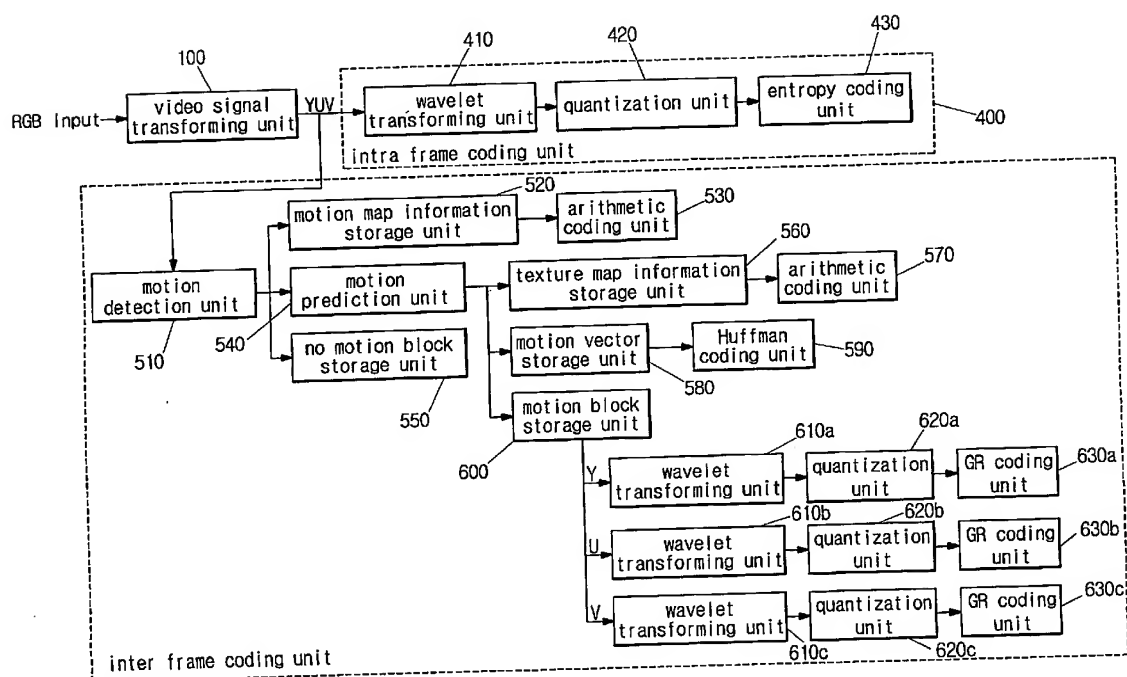 100
410
420
430
RGB input
video signal
transforming unit
YUV
wavelet
transforming unit
quantization unit
entropy coding
unit
400
intra frame coding unit
520
motion map information
storage unit
arithmetic
coding unit
530
560
motion
detection unit
510
motion
prediction unit
540
texture map information
storage unit
arithmetic
coding unit
570
no motion block
storage unit
550
motion vector
storage unit
580
Huffman
coding unit
590
motion block
storage unit
600
610a
620a
Y
wavelet
transforming unit
quantization
unit
GR coding
unit
630a
610b
620b
U
wavelet
transforming unit
quantization
unit
GR coding
unit
630b
V
wavelet
transforming unit
quantization
unit
GR coding
unit
630c
610c
620c
inter frame coding unit